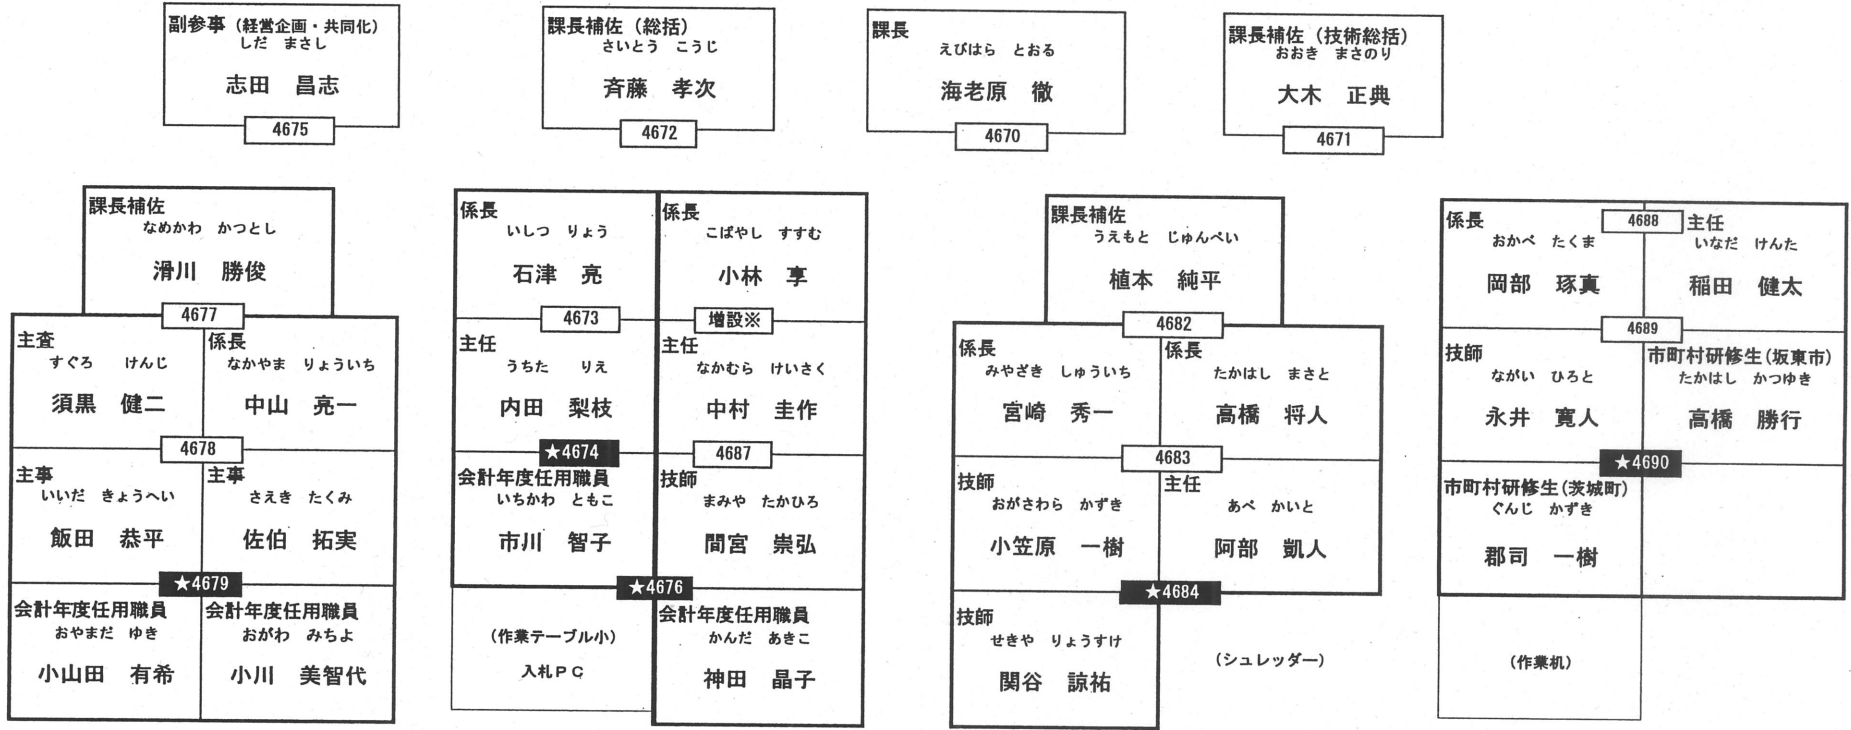 副参事（経営企画・共同化）
しだ　まさし
志田　昌志
4675
課長補佐（総括）
さいとう　こうじ
斉藤　孝次
4672
課長
えびはら　とおる
海老原　徹
4670
課長補佐（技術総括）
おおき　まさのり
大木　正典
4671
課長補佐
なめかわ　かつとし
滑川　勝俊
4677
主査
すぐろ　けんじ
須黒　健二
係長
なかやま　りょういち
中山　亮一
4678
主事
いいだ　きょうへい
飯田　恭平
主事
さえき　たくみ
佐伯　拓実
★4679
会計年度任用職員
おやまだ　ゆき
小山田　有希
会計年度任用職員
おがわ　みちよ
小川　美智代
係長
いしつ　りょう
石津　亮
4673
係長
こばやし　すすむ
小林　享
増設※
主任
うちた　りえ
内田　梨枝
★4674
主任
なかむら　けいさく
中村　圭作
4687
会計年度任用職員
いちかわ　ともこ
市川　智子
技師
まみや　たかひろ
間宮　崇弘
★4676
（作業テーブル小）
入札ＰＣ
会計年度任用職員
かんだ　あきこ
神田　晶子
課長補佐
うえもと　じゅんぺい
植本　純平
4682
係長
みやざき　しゅういち
宮崎　秀一
係長
たかはし　まさと
高橋　将人
4683
技師
おがさわら　かずき
小笠原　一樹
主任
あべ　かいと
阿部　凱人
★4684
技師
せきや　りょうすけ
関谷　諒祐
（シュレッダー）
係長
おかべ　たくま
岡部　琢真
4688
主任
いなだ　けんた
稲田　健太
4689
技師
ながい　ひろと
永井　寛人
市町村研修生（坂東市）
たかはし　かつゆき
高橋　勝行
★4690
市町村研修生（茨城町）
ぐんじ　かずき
郡司　一樹
（作業机）